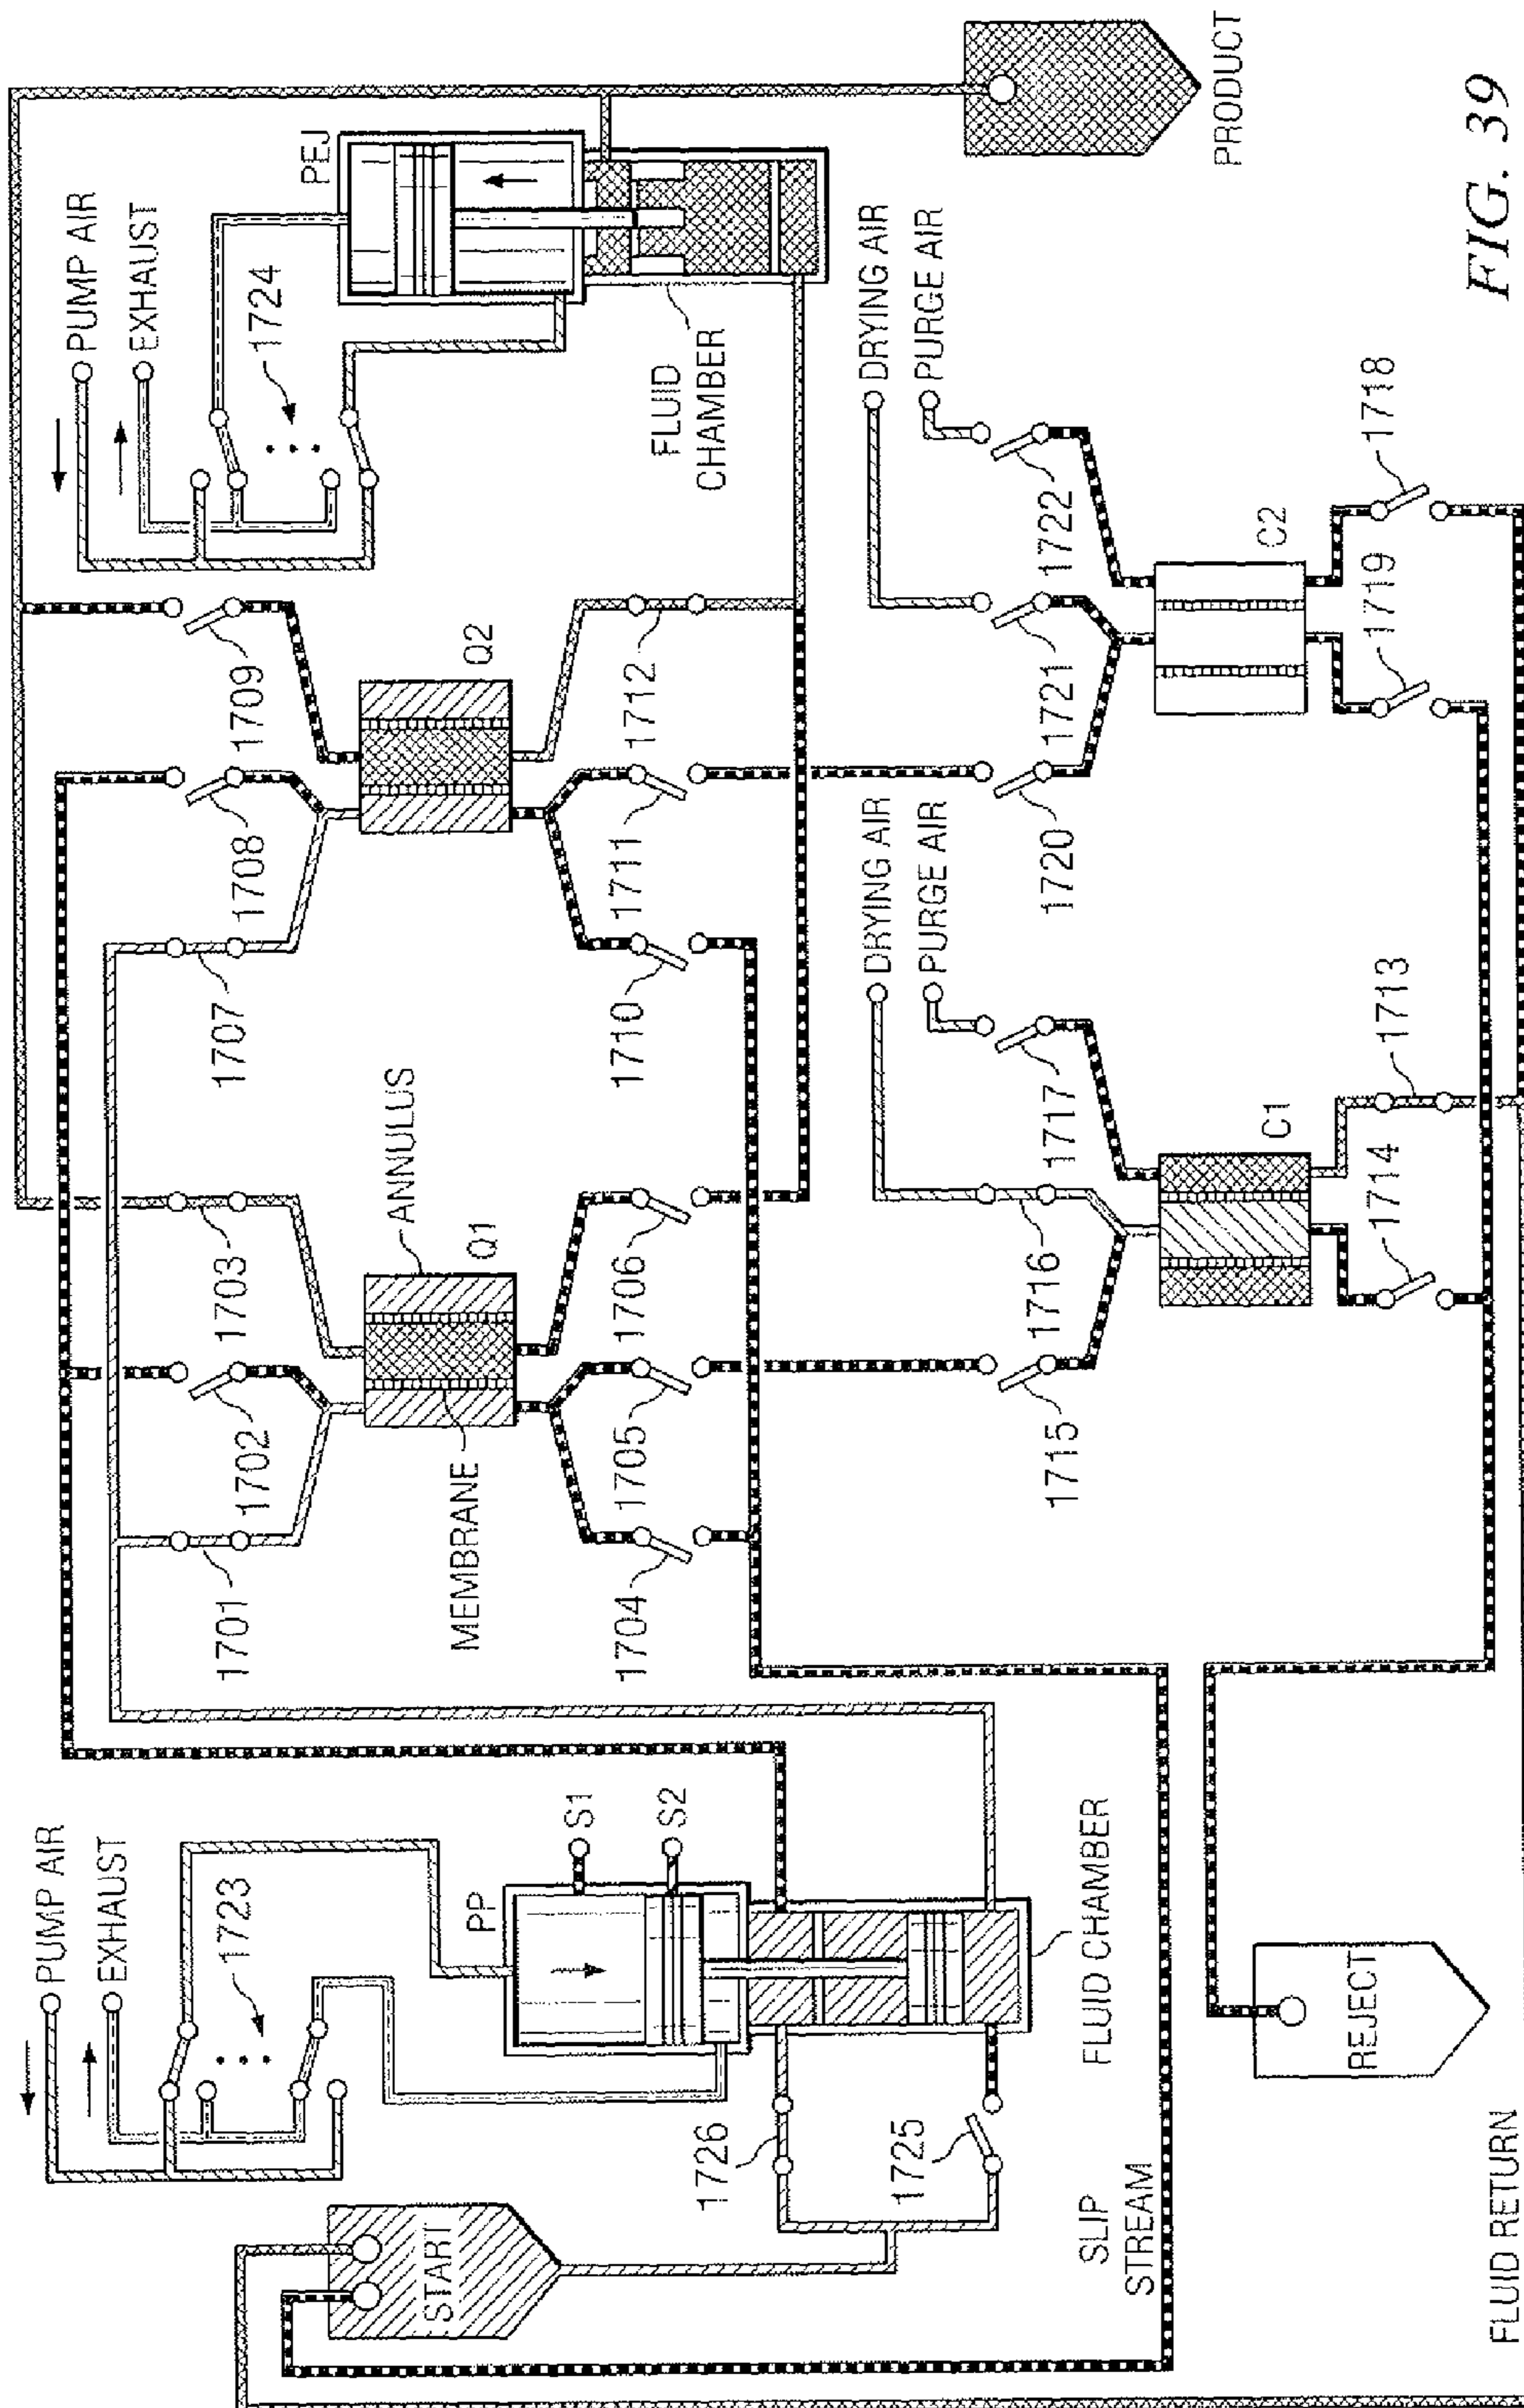 PUMP AIR
EXHAUST
1723
START
1726
1725
PP
S1
S2
FLUID CHAMBER
SLIP
STREAM
REJECT
FLUID RETURN
1701
1702
1703
MEMBRANE
ANNULUS
Q1
1704
1705
1706
1707
1708
1709
Q2
1710
1711
1712
PUMP AIR
EXHAUST
1724
PEJ
FLUID
CHAMBER
DRYING AIR
PURGE AIR
1715
1716
1717
C1
1714
1713
DRYING AIR
PURGE AIR
1720
1721
1722
C2
1719
1718
PRODUCT
FIG. 39